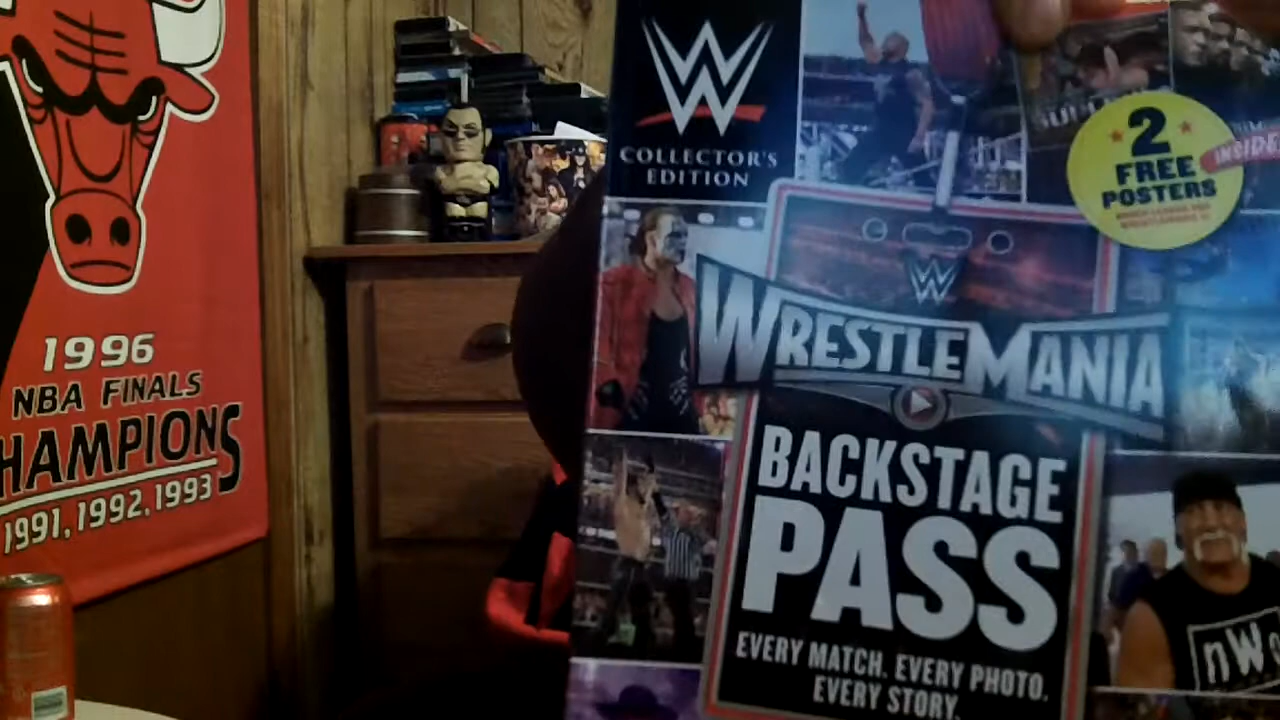 1996
NBA FINALS
HAMPIONS
1991, 1992, 1993
W
COLLECTOR'S
EDITION
2
FREE
POSTERS
INSIDE
W
WRESTLEMANIA
BACKSTAGE
PASS
EVERY MATCH. EVERY PHOTO.
EVERY STORY.
nWo